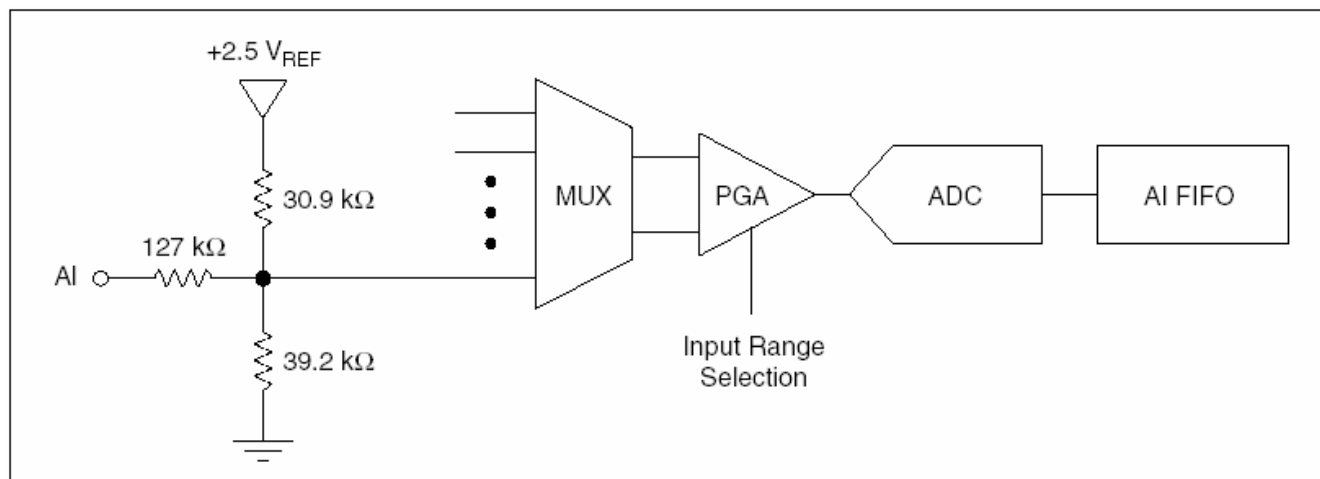 +2.5 V_REF
30.9 kΩ
127 kΩ
AI
39.2 kΩ
MUX
PGA
ADC
AI FIFO
Input Range
Selection